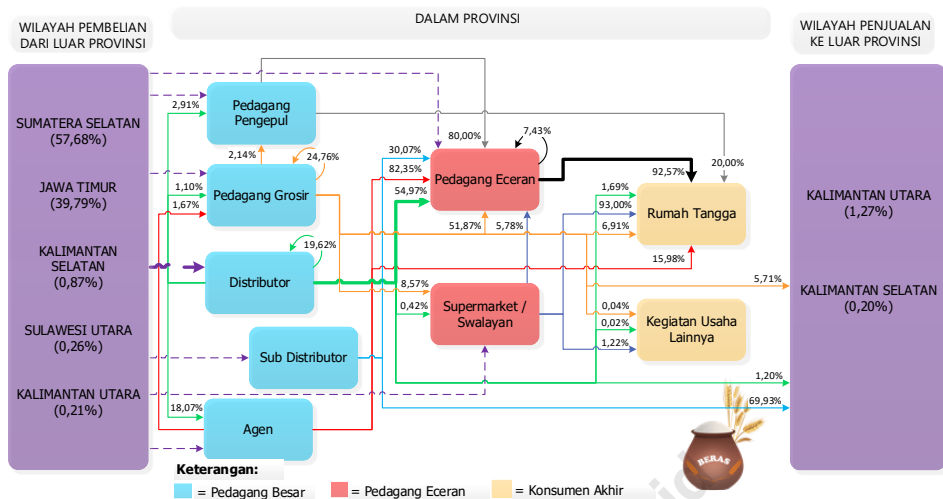 WILAYAH PEMBELIAN
DARI LUAR PROVINSI
DALAM PROVINSI
WILAYAH PENJUALAN
KE LUAR PROVINSI
SUMATERA SELATAN
(57,68%)
JAWA TIMUR
(39,79%)
KALIMANTAN
SELATAN
(0,87%)
SULAWESI UTARA
(0,26%)
KALIMANTAN UTARA
(0,21%)
2,91%
Pedagang
Pengepul
2,14%
24,76%
1,10%
1,67%
Pedagang Grosir
19,62%
Distributor
Sub Distributor
18,07%
Agen
80,00%
7,43%
30,07%
82,35%
54,97%
Pedagang Eceran
51,87%
5,78%
8,57%
0,42%
Supermarket /
Swalayan
20,00%
92,57%
1,69%
93,00%
6,91%
Rumah Tangga
15,98%
5,71%
0,04%
0,02%
1,22%
Kegiatan Usaha
Lainnya
1,20%
69,93%
KALIMANTAN UTARA
(1,27%)
KALIMANTAN SELATAN
(0,20%)
BERAS
Keterangan:
= Pedagang Besar
= Pedagang Eceran
= Konsumen Akhir